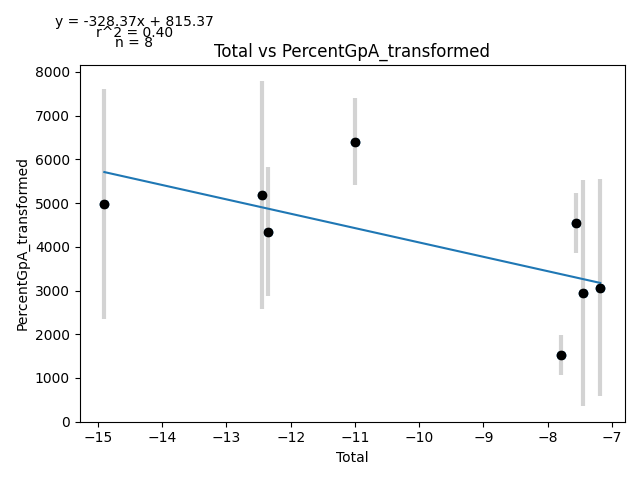 y = -328.37x + 815.37
r^2 = 0.40
n = 8
Total vs PercentGpA_transformed
8000
7000
6000
5000
4000
3000
2000
1000
0
PercentGpA_transformed
−15 −14 −13 −12 −11 −10 −9 −8 −7
Total